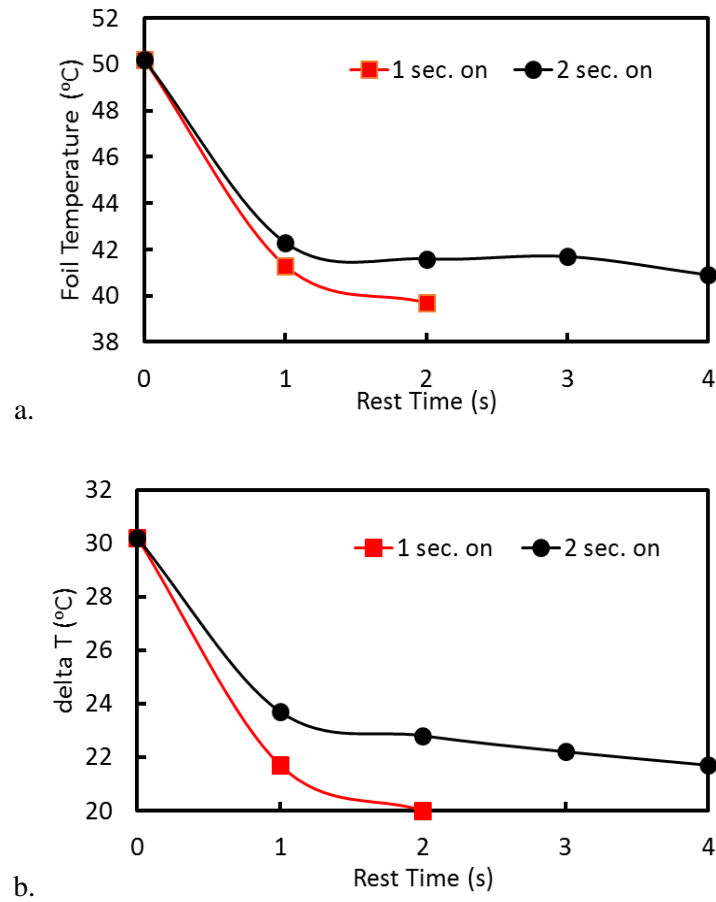 52
50
48
46
44
42
40
38
Foil Temperature (ºC)
1 sec. on
2 sec. on
0 1 2 3 4
Rest Time (s)
a.
32
30
28
26
24
22
20
delta T (ºC)
1 sec. on
2 sec. on
0 1 2 3 4
Rest Time (s)
b.